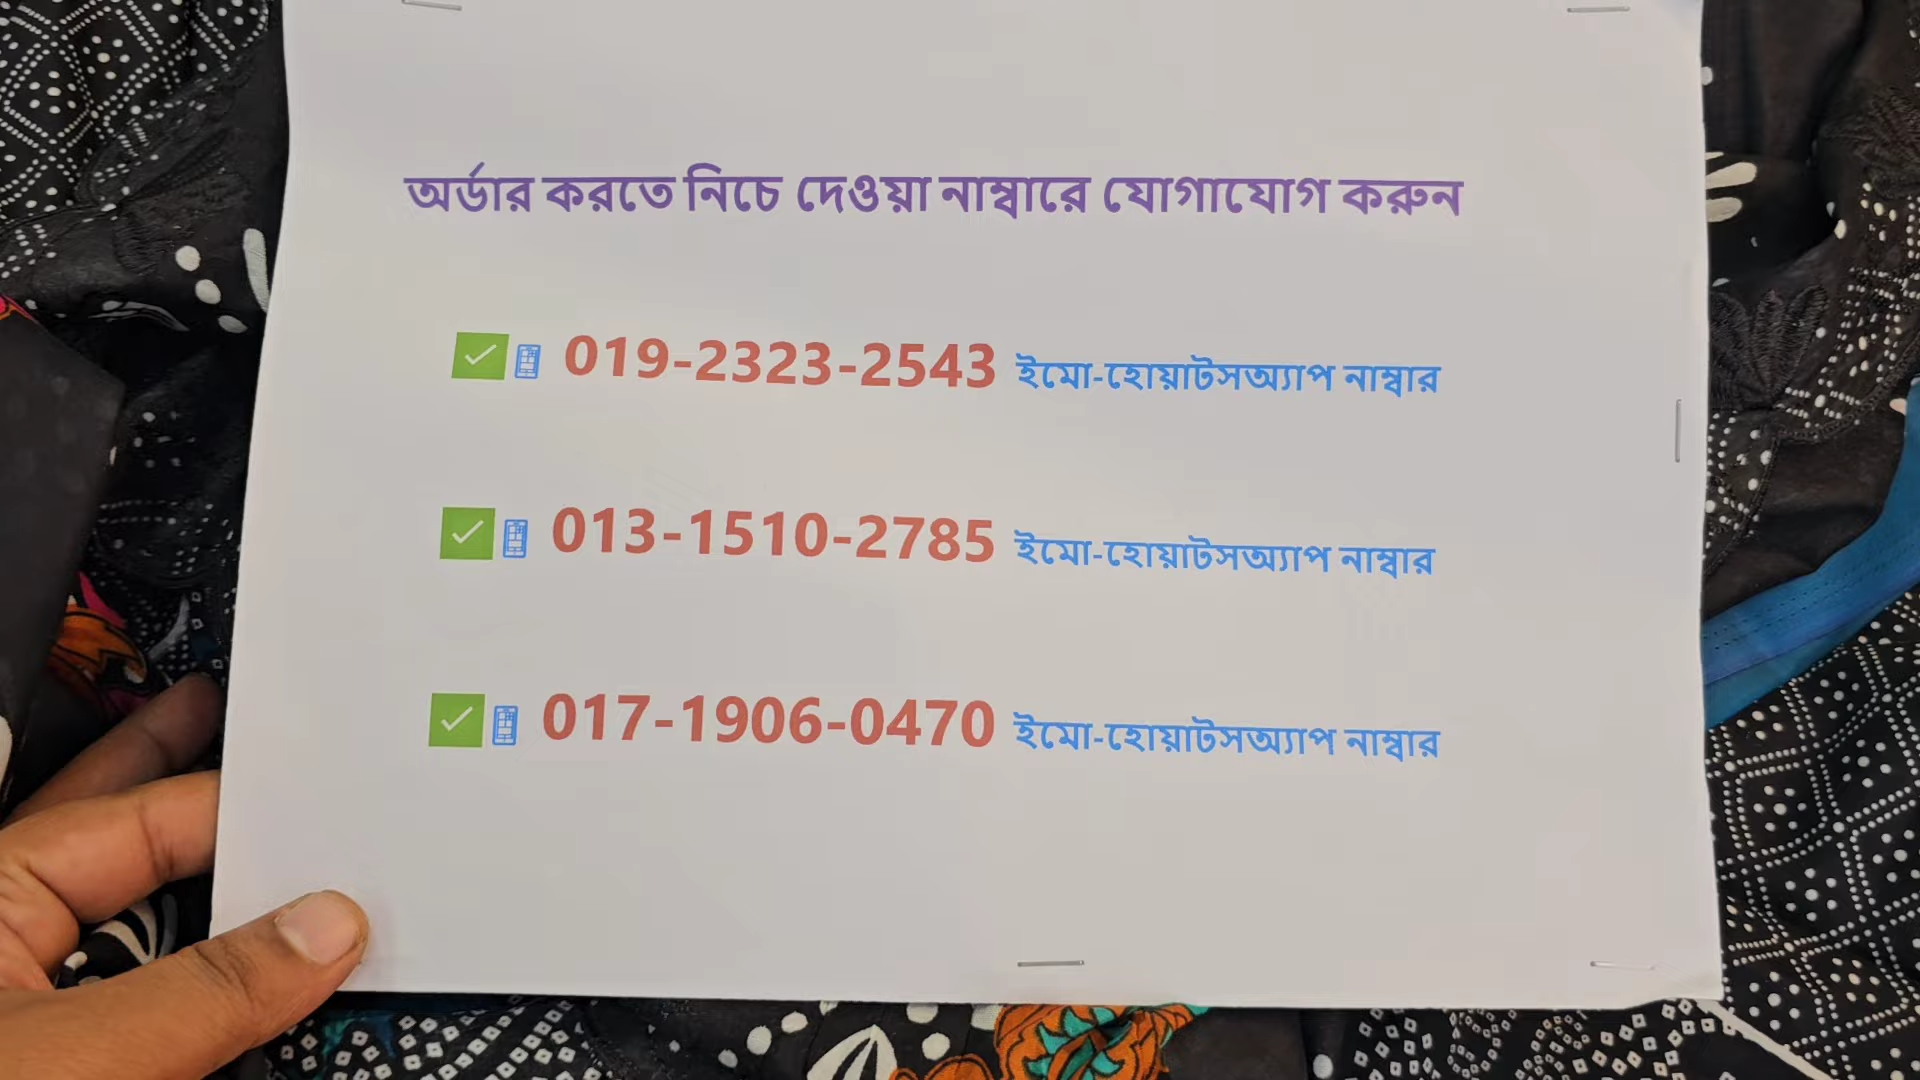 অর্ডার করতে নিচে দেওয়া নাম্বারে যোগাযোগ করুন
✅📱 019-2323-2543 ইমো-হোয়াটসঅ্যাপ নাম্বার
✅📱 013-1510-2785 ইমো-হোয়াটসঅ্যাপ নাম্বার
✅📱 017-1906-0470 ইমো-হোয়াটসঅ্যাপ নাম্বার